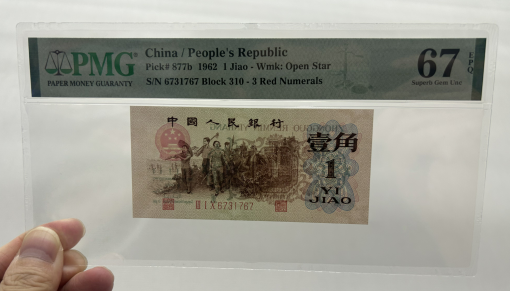 PMG
PAPER MONEY GUARANTY
China / People's Republic
Pick# 877b 1962 1 Jiao - Wmk: Open Star
S/N 6731767 Block 310 - 3 Red Numerals
67 EPQ
Superb Gem Unc
中國人民銀行
壹角
1
YI
JIAO
III I X 6731767